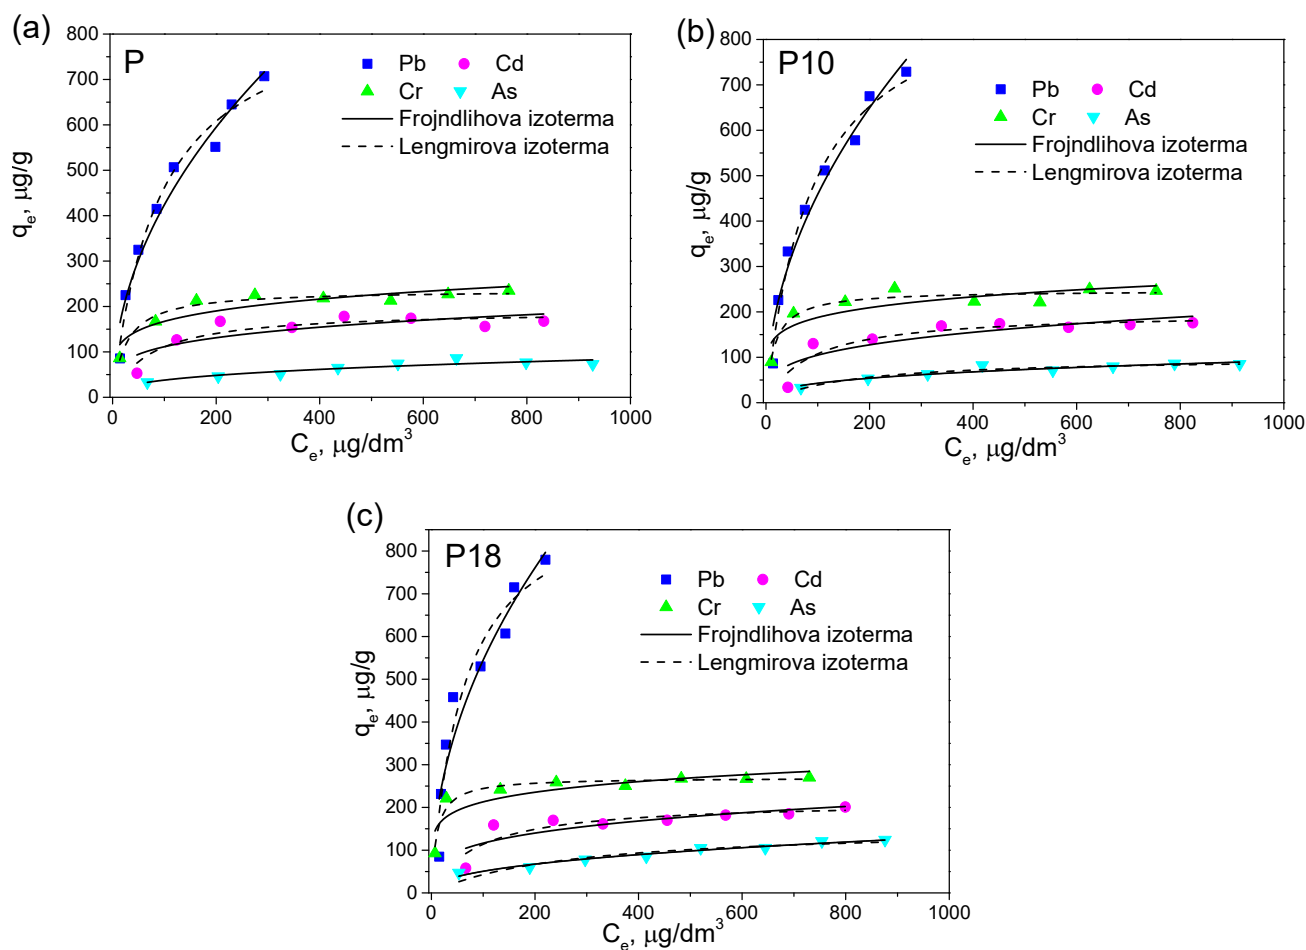 (a)
P
Pb Cd
Cr As
Frojndlihova izoterma
Lengmirova izoterma
800
700
600
500
400
300
200
100
0
qe, μg/g
0 200 400 600 800 1000
Ce, μg/dm³
(b)
P10
Pb Cd
Cr As
Frojndlihova izoterma
Lengmirova izoterma
800
700
600
500
400
300
200
100
0
qe, μg/g
0 200 400 600 800 1000
Ce, μg/dm³
(c)
P18
Pb Cd
Cr As
Frojndlihova izoterma
Lengmirova izoterma
800
700
600
500
400
300
200
100
0
qe, μg/g
0 200 400 600 800 1000
Ce, μg/dm³